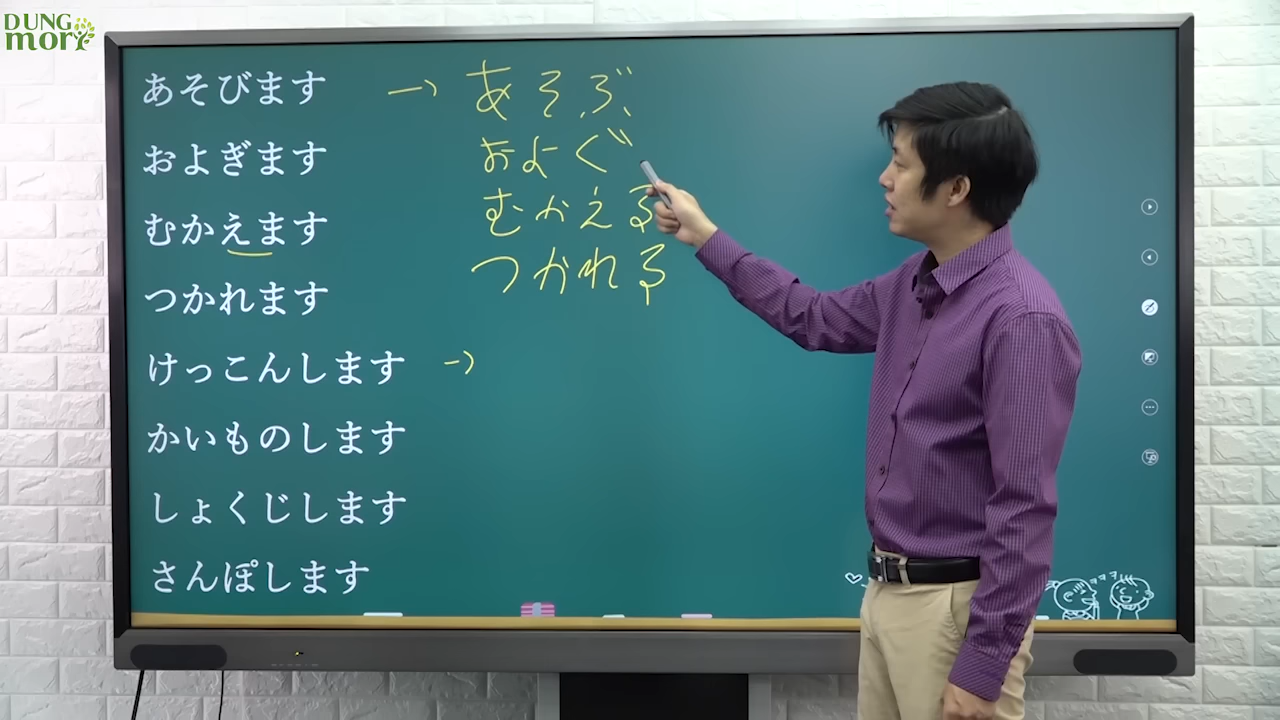 DUNG
mori
あそびます → あそぶ
およぎます およぐ
むかえます むかえる
つかれます つかれる
けっこんします →
かいものします
しょくじします
さんぽします